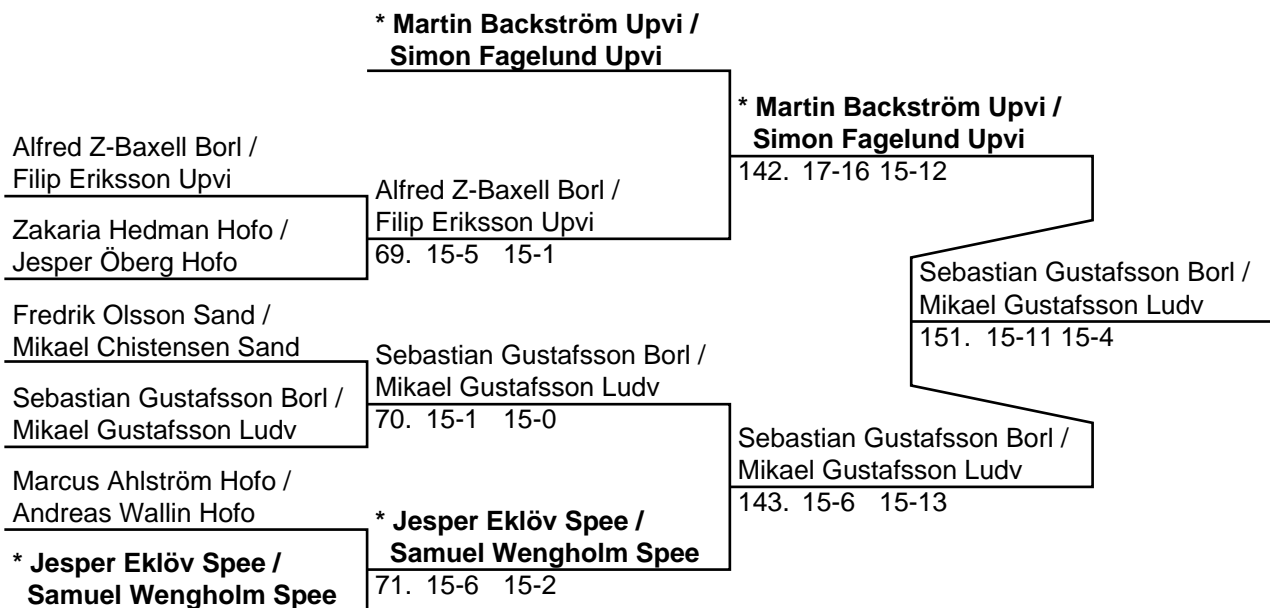 * Martin Backström Upvi /
Simon Fagelund Upvi
* Martin Backström Upvi /
Simon Fagelund Upvi
142. 17-16 15-12
Alfred Z-Baxell Borl /
Filip Eriksson Upvi
Zakaria Hedman Hofo /
Jesper Öberg Hofo
Alfred Z-Baxell Borl /
Filip Eriksson Upvi
69. 15-5 15-1
Sebastian Gustafsson Borl /
Mikael Gustafsson Ludv
151. 15-11 15-4
Fredrik Olsson Sand /
Mikael Chistensen Sand
Sebastian Gustafsson Borl /
Mikael Gustafsson Ludv
Sebastian Gustafsson Borl /
Mikael Gustafsson Ludv
70. 15-1 15-0
Sebastian Gustafsson Borl /
Mikael Gustafsson Ludv
143. 15-6 15-13
Marcus Ahlström Hofo /
Andreas Wallin Hofo
* Jesper Eklöv Spee /
Samuel Wengholm Spee
* Jesper Eklöv Spee /
Samuel Wengholm Spee
71. 15-6 15-2